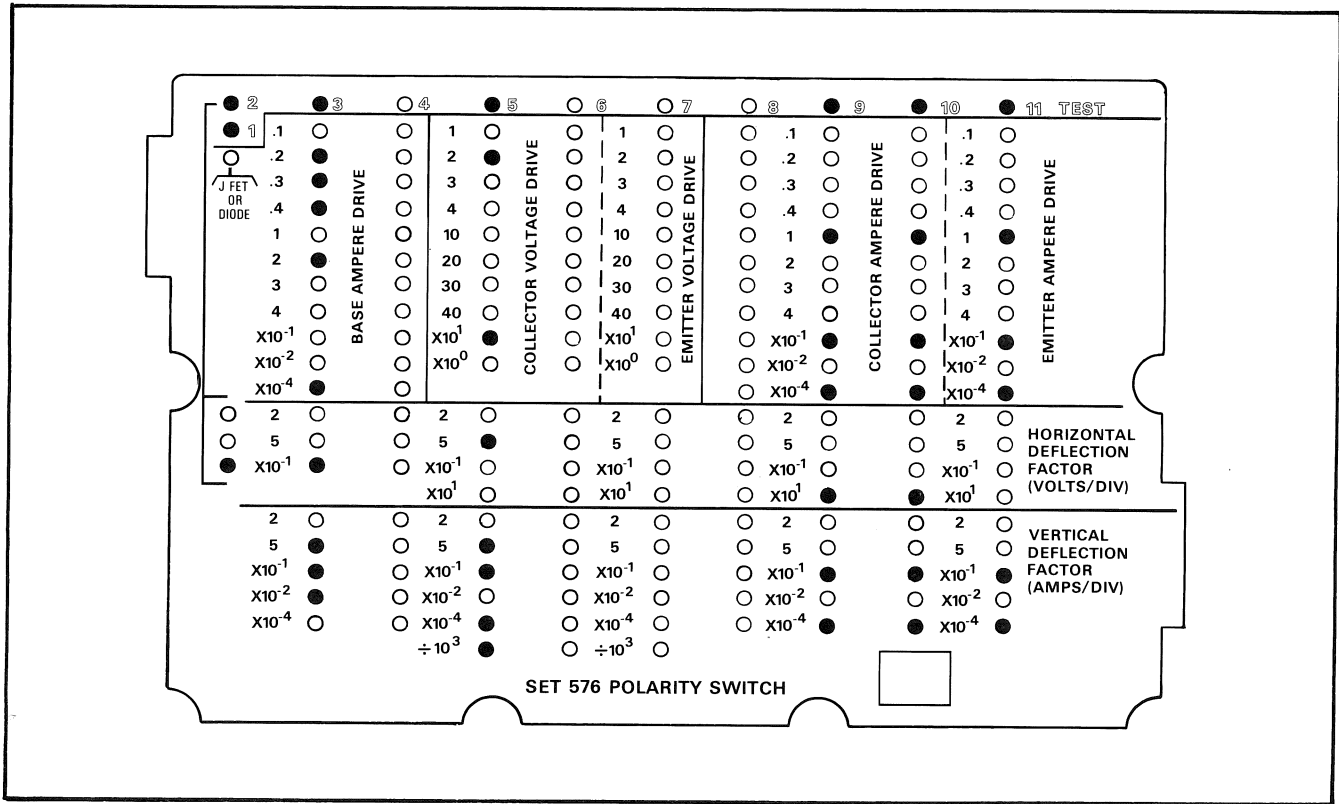 2 3 4 5 6 7 8 9 10 11 TEST
1 .1 1 1 .1 .1
.2 2 2 .2 .2
.3 3 3 .3 .3
J FET
OR
DIODE
.4 4 4 .4 .4
1 10 10 1 1
2 20 20 2 2
3 30 30 3 3
4 40 40 4 4
X10⁻¹ X10¹ X10¹ X10⁻¹ X10⁻¹
X10⁻² X10⁰ X10⁰ X10⁻² X10⁻²
X10⁻⁴ X10⁻⁴ X10⁻⁴
BASE AMPERE DRIVE
COLLECTOR VOLTAGE DRIVE
EMITTER VOLTAGE DRIVE
COLLECTOR AMPERE DRIVE
EMITTER AMPERE DRIVE
2 2 2 2 2
5 5 5 5 5
X10⁻¹ X10⁻¹ X10⁻¹ X10⁻¹ X10⁻¹
X10¹ X10¹ X10¹ X10¹
HORIZONTAL
DEFLECTION
FACTOR
(VOLTS/DIV)
2 2 2 2 2
5 5 5 5 5
X10⁻¹ X10⁻¹ X10⁻¹ X10⁻¹ X10⁻¹
X10⁻² X10⁻² X10⁻² X10⁻² X10⁻²
X10⁻⁴ X10⁻⁴ X10⁻⁴ X10⁻⁴ X10⁻⁴
÷10³ ÷10³
VERTICAL
DEFLECTION
FACTOR
(AMPS/DIV)
SET 576 POLARITY SWITCH